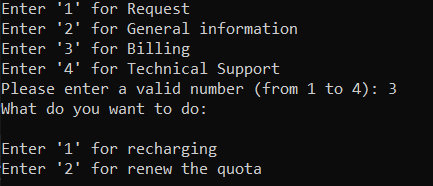 Enter '1' for Request
Enter '2' for General information
Enter '3' for Billing
Enter '4' for Technical Support
Please enter a valid number (from 1 to 4): 3
What do you want to do:

Enter '1' for recharging
Enter '2' for renew the quota